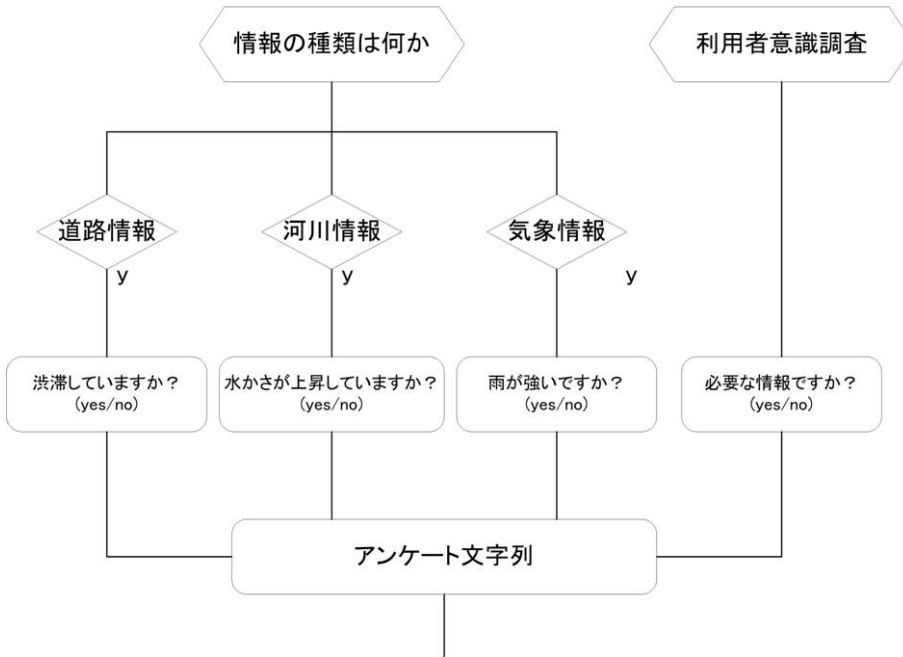 情報の種類は何か
利用者意識調査
道路情報
河川情報
気象情報
y
y
y
渋滞していますか？
(yes/no)
水かさが上昇していますか？
(yes/no)
雨が強いですか？
(yes/no)
必要な情報ですか？
(yes/no)
アンケート文字列